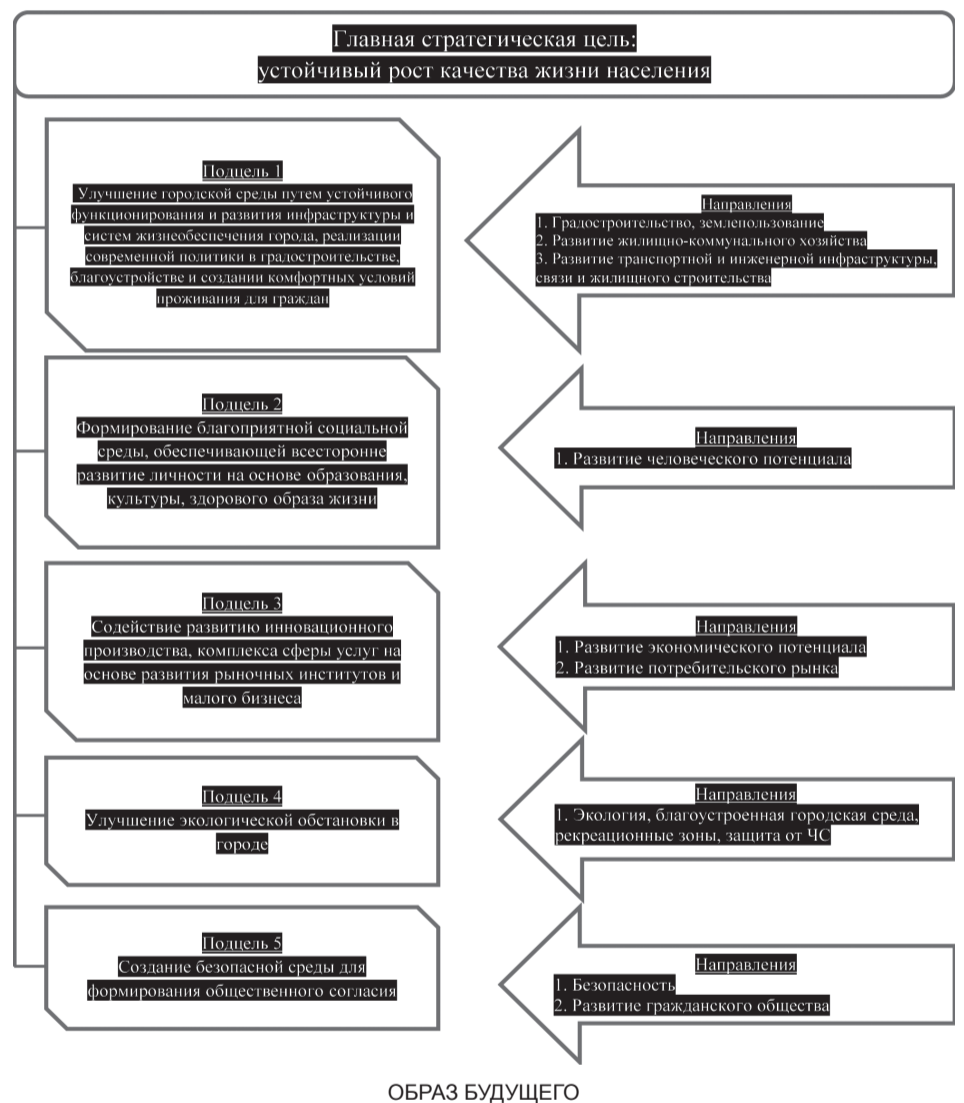 Главная стратегическая цель:
устойчивый рост качества жизни населения
Подцель 1
Улучшение городской среды путем устойчивого
функционирования и развития инфраструктуры и
систем жизнеобеспечения города, реализации
современной политики в градостроительстве,
благоустройстве и создании комфортных условий
проживания для граждан
Направления
1. Градостроительство, землепользование
2. Развитие жилищно-коммунального хозяйства
3. Развитие транспортной и инженерной инфраструктуры,
связи и жилищного строительства
Подцель 2
Формирование благоприятной социальной
среды, обеспечивающей всесторонне
развитие личности на основе образования,
культуры, здорового образа жизни
Направления
1. Развитие человеческого потенциала
Подцель 3
Содействие развитию инновационного
производства, комплекса сферы услуг на
основе развития рыночных институтов и
малого бизнеса
Направления
1. Развитие экономического потенциала
2. Развитие потребительского рынка
Подцель 4
Улучшение экологической обстановки в
городе
Направления
1. Экология, благоустроенная городская среда,
рекреационные зоны, защита от ЧС
Подцель 5
Создание безопасной среды для
формирования общественного согласия
Направления
1. Безопасность
2. Развитие гражданского общества
ОБРАЗ БУДУЩЕГО